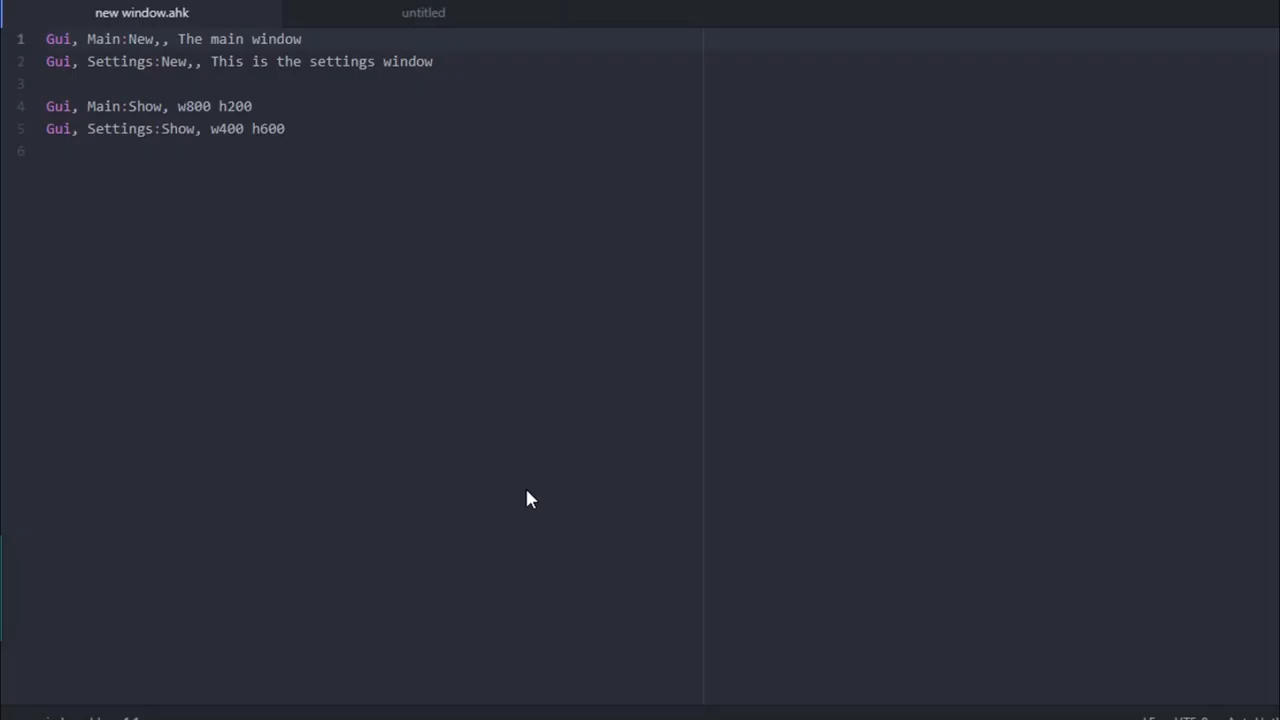 new window.ahk
untitled
1 Gui, Main:New,, The main window
2 Gui, Settings:New,, This is the settings window
3
4 Gui, Main:Show, w800 h200
5 Gui, Settings:Show, w400 h600
6